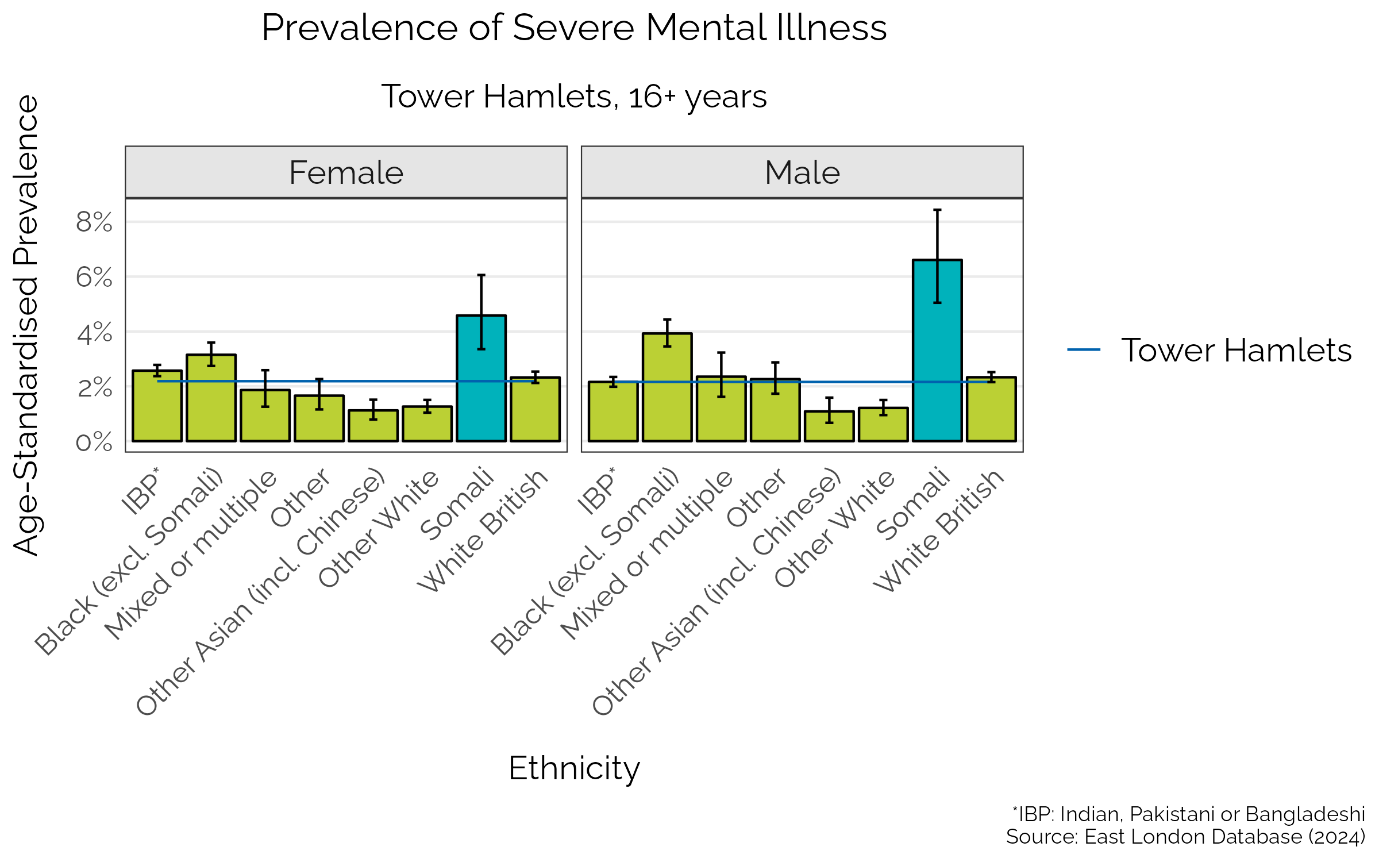 Prevalence of Severe Mental Illness
Tower Hamlets, 16+ years
Age-Standardised Prevalence
Female
Male
8%
6%
4%
2%
0%
IBP*
Black (excl. Somali)
Mixed or multiple
Other
Other Asian (incl. Chinese)
Other White
Somali
White British
IBP*
Black (excl. Somali)
Mixed or multiple
Other
Other Asian (incl. Chinese)
Other White
Somali
White British
Tower Hamlets
Ethnicity
*IBP: Indian, Pakistani or Bangladeshi
Source: East London Database (2024)